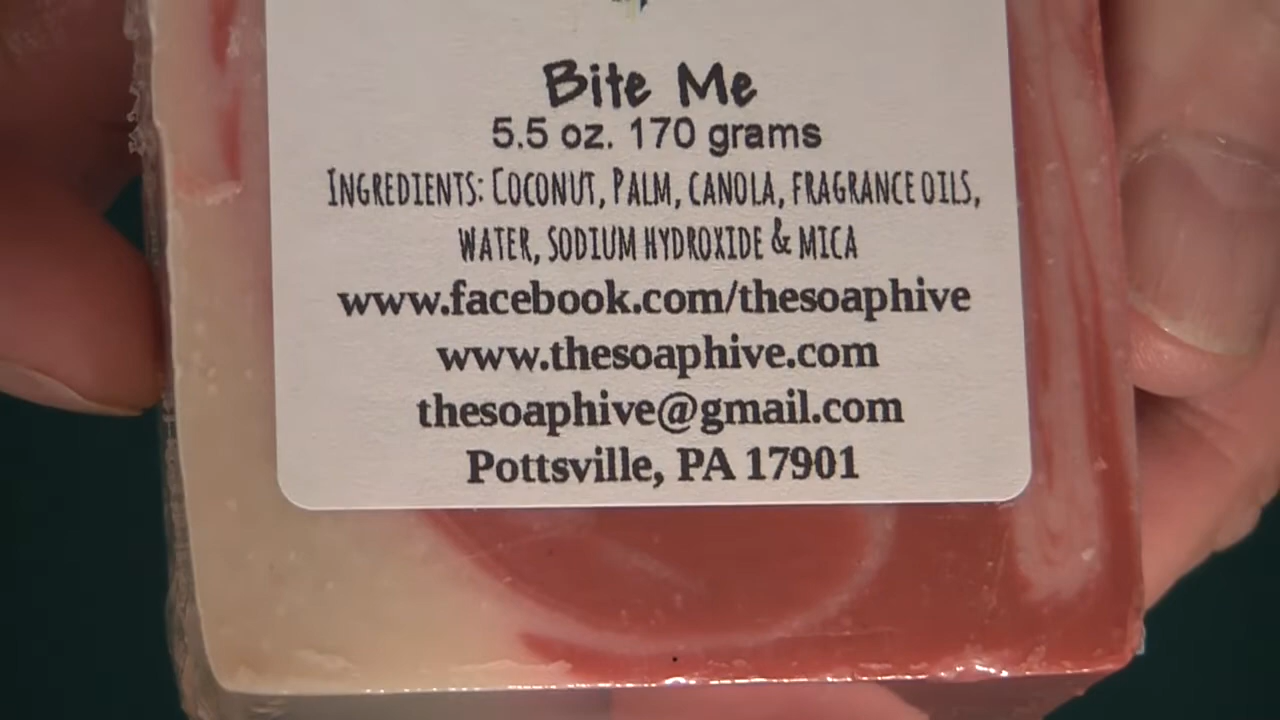 Bite Me
5.5 oz. 170 grams
INGREDIENTS: COCONUT, PALM, CANOLA, FRAGRANCE OILS,
WATER, SODIUM HYDROXIDE & MICA
www.facebook.com/thesoaphive
www.thesoaphive.com
thesoaphive@gmail.com
Pottsville, PA 17901